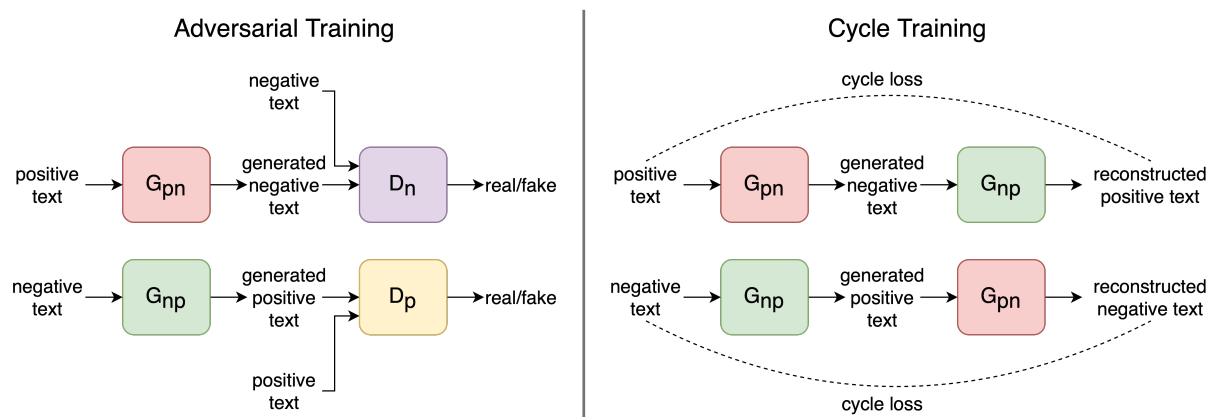 Adversarial Training
negative
text
positive
text
Gpn
generated
negative
text
Dn
real/fake
negative
text
Gnp
generated
positive
text
Dp
real/fake
positive
text
Cycle Training
cycle loss
positive
text
Gpn
generated
negative
text
Gnp
reconstructed
positive text
negative
text
Gnp
generated
positive
text
Gpn
reconstructed
negative text
cycle loss